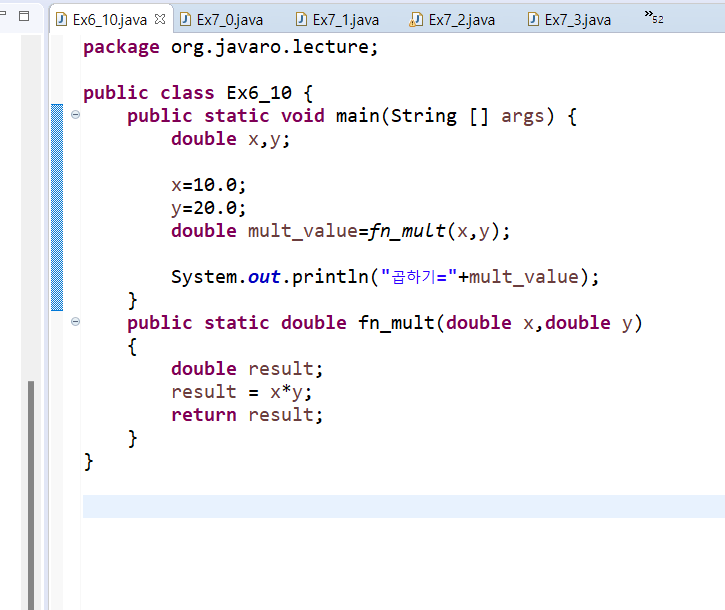 Ex6_10.java Ex7_0.java Ex7_1.java Ex7_2.java Ex7_3.java »52
package org.javaro.lecture;
public class Ex6_10 {
public static void main(String [] args) {
double x,y;
x=10.0;
y=20.0;
double mult_value=fn_mult(x,y);
System.out.println("곱하기="+mult_value);
}
public static double fn_mult(double x,double y)
{
double result;
result = x*y;
return result;
}
}